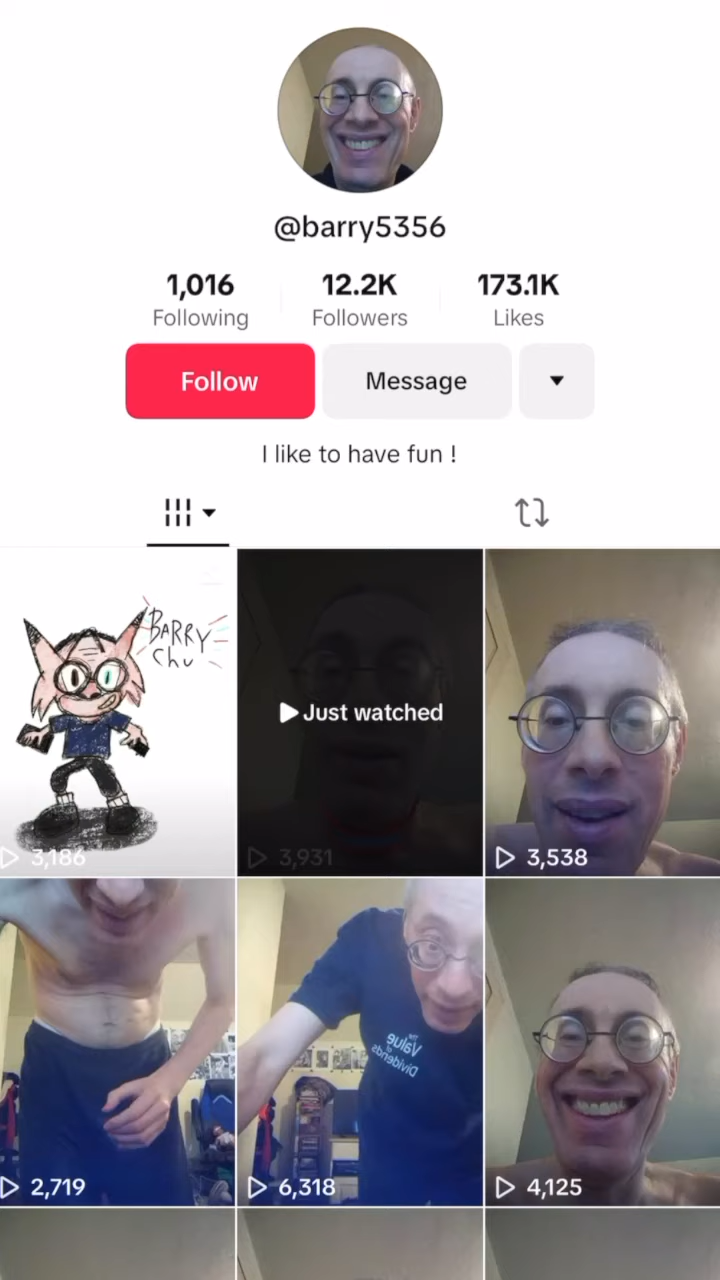 @barry5356
1,016
12.2K
173.1K
Following
Followers
Likes
Follow
Message
I like to have fun !
BARRY
Chu
3,186
Just watched
3,931
3,538
2,719
The Value
of
Dividends
6,318
4,125